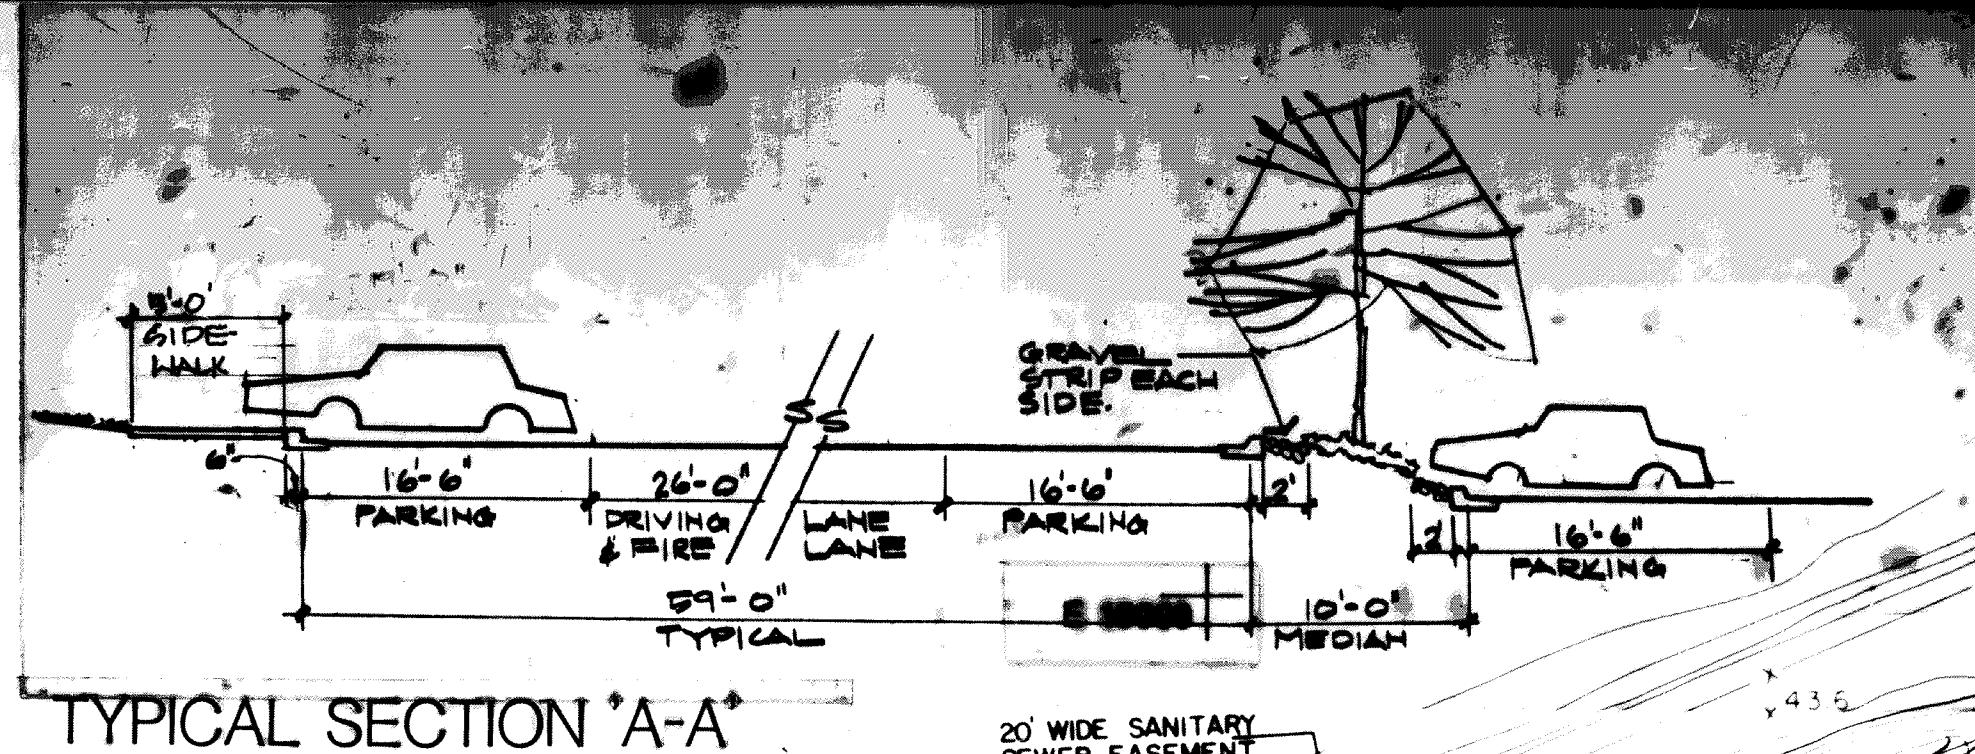 5'-0"
SIDE-
WALK
GRAVEL
STRIP EACH
SIDE.
6"
16'-6"
PARKING
26'-0"
DRIVING LANE
& FIRE LANE
16'-6"
PARKING
2'
2'
16'-6"
PARKING
59'-0"
TYPICAL
10'-0"
MEDIAN
TYPICAL SECTION "A-A"
20' WIDE SANITARY
SEWER EASEMENT
436